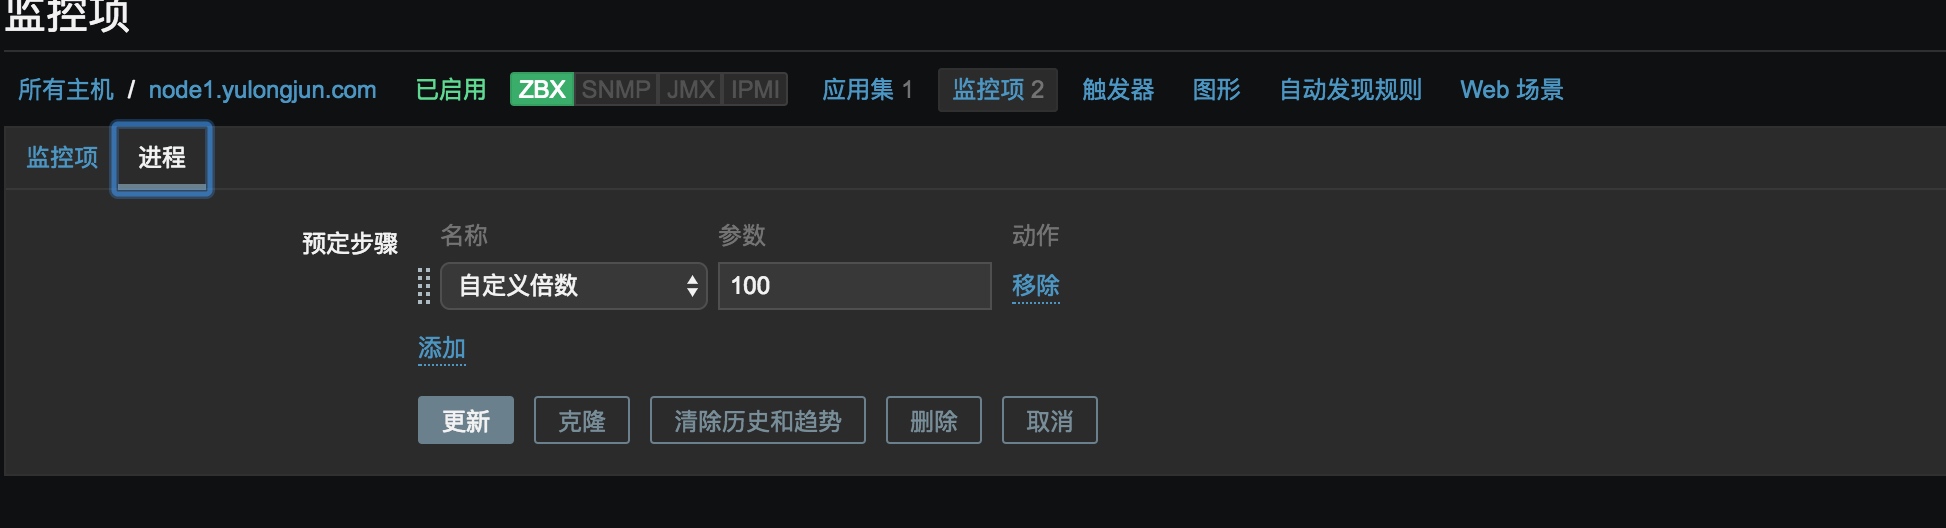 监控项
所有主机 / node1.yulongjun.com 已启用 ZBX SNMP JMX IPMI 应用集 1 监控项 2 触发器 图形 自动发现规则 Web 场景
监控项 进程
预定步骤 名称 参数 动作
自定义倍数 100 移除
添加
更新 克隆 清除历史和趋势 删除 取消